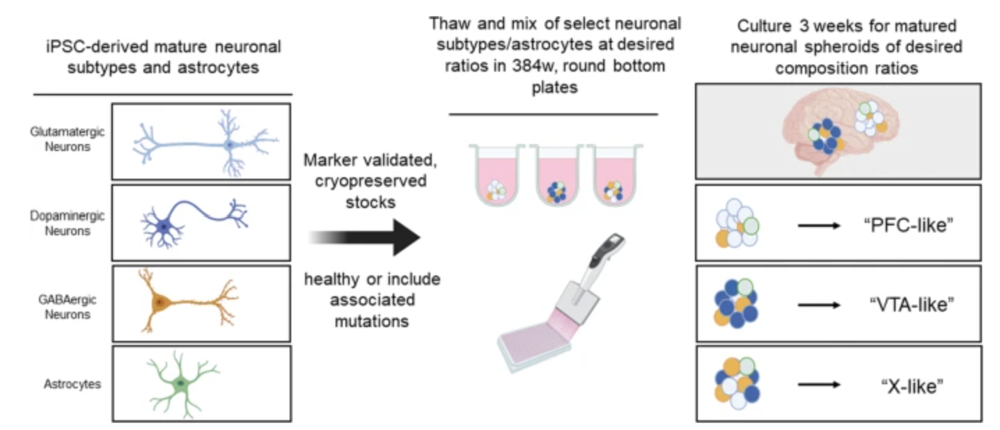 iPSC-derived mature neuronal
subtypes and astrocytes
Glutamatergic
Neurons
Dopaminergic
Neurons
GABAergic
Neurons
Astrocytes
Marker validated,
cryopreserved
stocks
healthy or include
associated
mutations
Thaw and mix of select neuronal
subtypes/astrocytes at desired
ratios in 384w, round bottom
plates
Culture 3 weeks for matured
neuronal spheroids of desired
composition ratios
“PFC-like”
“VTA-like”
“X-like”